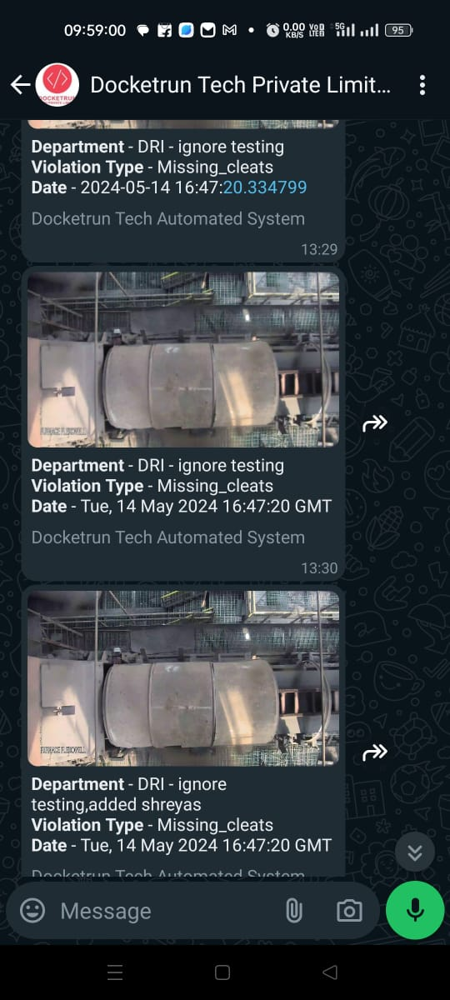 09:59:00
0.00 KB/S
VoD LTE2
5G
95
Docketrun Tech Private Limit...
DOCKETRUN
Department - DRI - ignore testing
Violation Type - Missing_cleats
Date - 2024-05-14 16:47:20.334799
Docketrun Tech Automated System
13:29
Department - DRI - ignore testing
Violation Type - Missing_cleats
Date - Tue, 14 May 2024 16:47:20 GMT
Docketrun Tech Automated System
13:30
Department - DRI - ignore
testing,added shreyas
Violation Type - Missing_cleats
Date - Tue, 14 May 2024 16:47:20 GMT
Docketrun Tech Automated System
Message